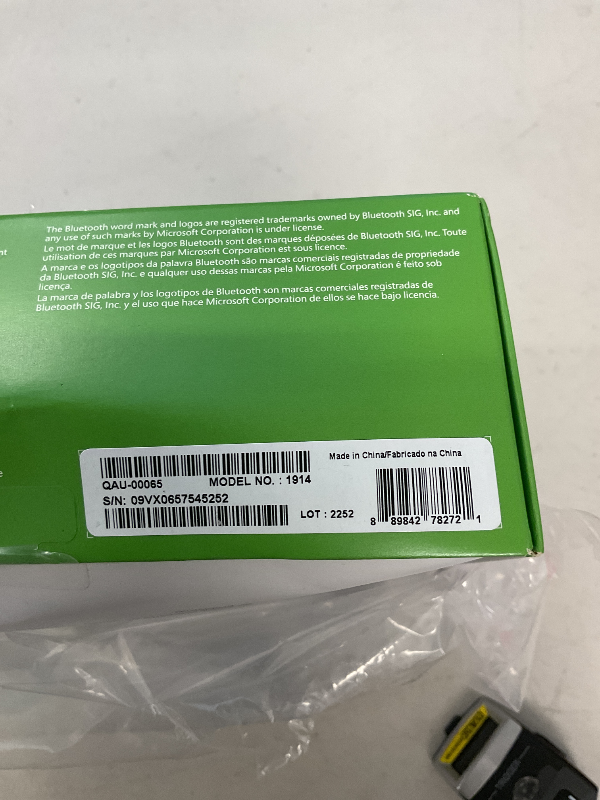 The Bluetooth word mark and logos are registered trademarks owned by Bluetooth SIG, Inc. and
any use of such marks by Microsoft Corporation is under license.
Le mot de marque et les logos Bluetooth sont des marques déposées de Bluetooth SIG, Inc. Toute
utilisation de ces marques par Microsoft Corporation est sous licence.
A marca e os logotipos da palavra Bluetooth são marcas comerciais registradas de propriedade
da Bluetooth SIG, Inc. e qualquer uso dessas marcas pela Microsoft Corporation é feito sob
licença.
La marca de palabra y los logotipos de Bluetooth son marcas comerciales registradas de
Bluetooth SIG, Inc. y el uso que hace Microsoft Corporation de ellos se hace bajo licencia.
Made in China/Fabricado na China
QAU-00065 MODEL NO. : 1914
S/N: 09VX0657545252
LOT : 2252
8 89842 78272 1